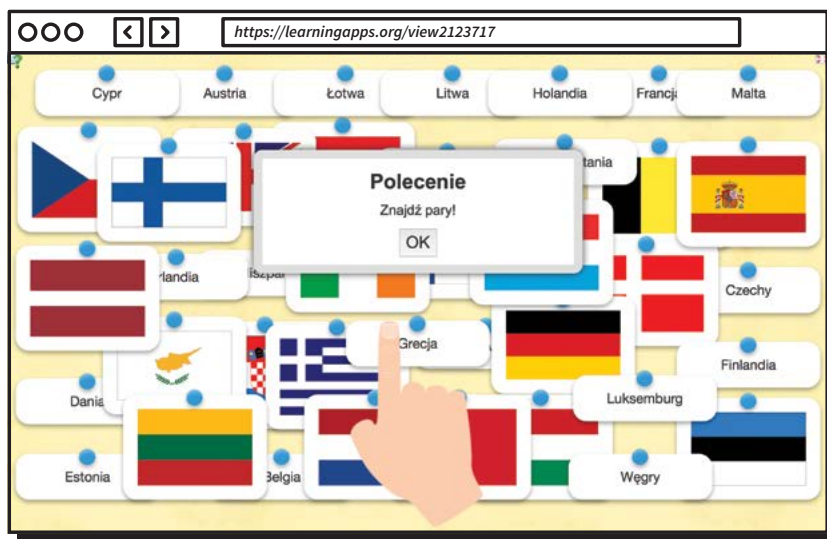 https://learningapps.org/view2123717
Cypr
Austria
Łotwa
Litwa
Holandia
Malta
Polecenie
Znajdź pary!
OK
Czechy
Grecja
Finlandia
Dania
Luksemburg
Estonia
Belgia
Węgry